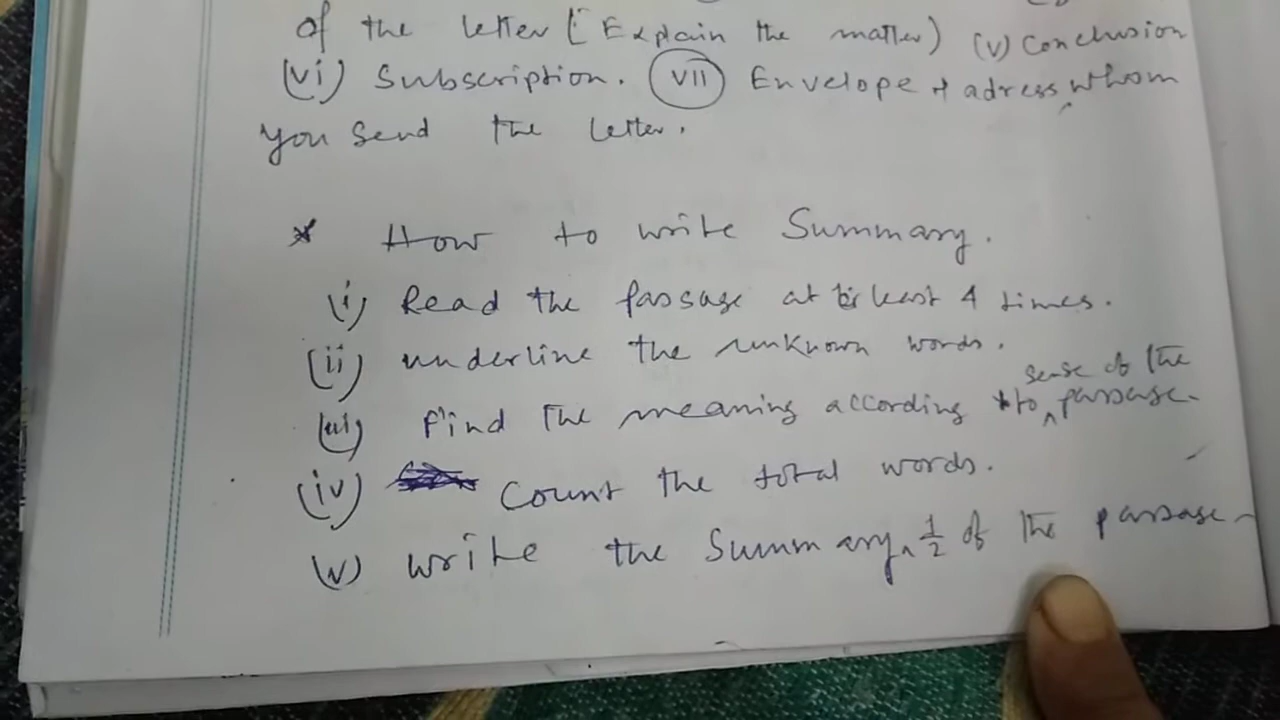 of the letter (Explain the matter) (v) Conclusion
(vi) Subscription. (VII) Envelope & adress whom
you Send the letter.
* How to write Summary.
(i) Read the passage at least 4 times.
(ii) underline the unknown words.
(iii) Find The meaning according to sense of the passage.
(iv) Count the total words.
(v) write the Summary 1/2 of the passage